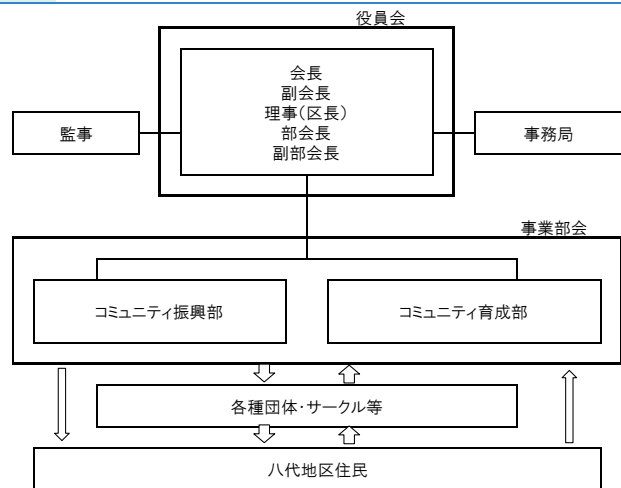 役員会
会長
副会長
理事(区長)
部会長
副部会長
監事
事務局
事業部会
コミュニティ振興部
コミュニティ育成部
各種団体・サークル等
八代地区住民